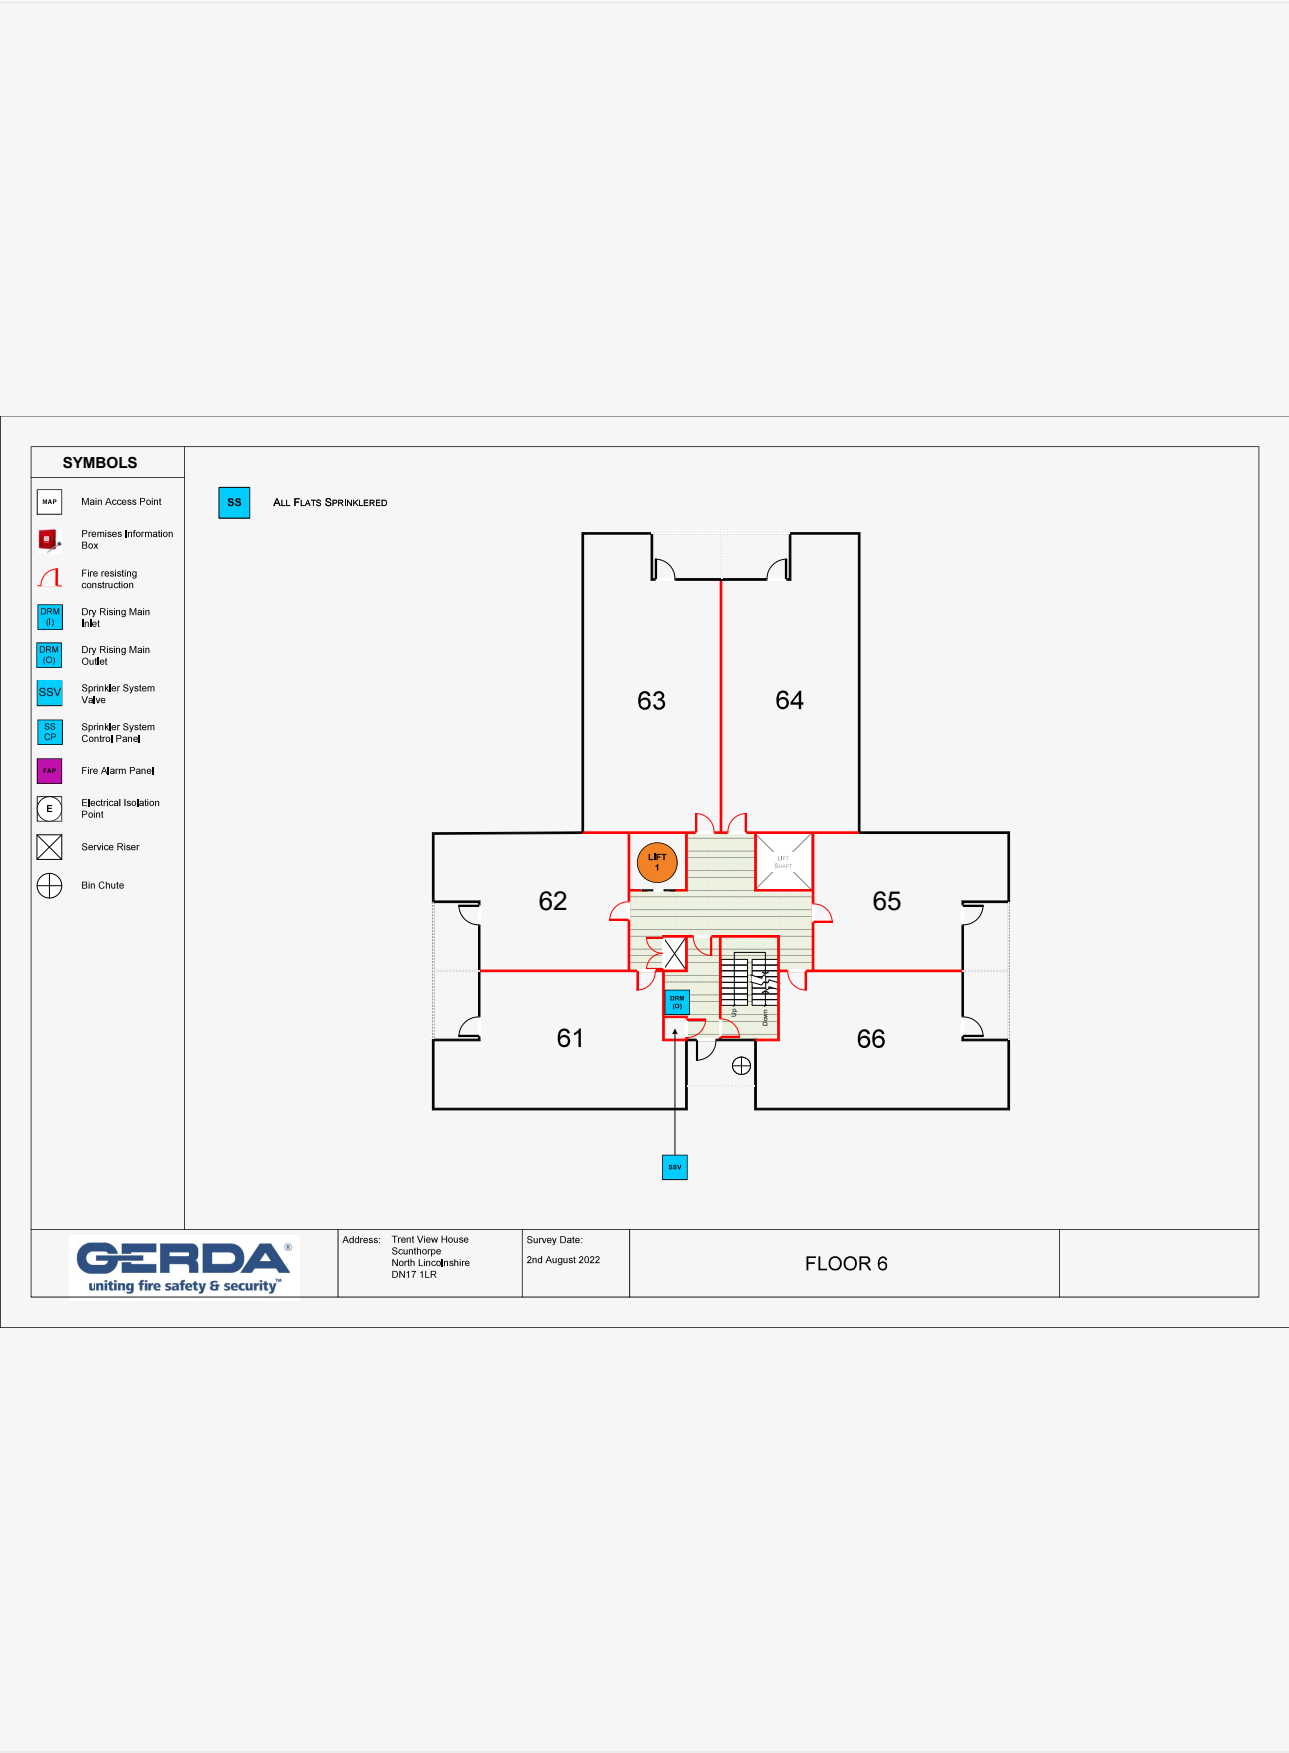 SYMBOLS
MAP
Main Access Point
Premises Information
Box
Fire resisting
construction
DRM
(I)
Dry Rising Main
Inlet
DRM
(O)
Dry Rising Main
Outlet
SSV
Sprinkler System
Valve
SS
CP
Sprinkler System
Control Panel
FAP
Fire Alarm Panel
E
Electrical Isolation
Point
Service Riser
Bin Chute
SS
ALL FLATS SPRINKLERED
63
64
LIFT
1
LIFT
SHAFT
62
65
DRM
(O)
Up
Down
61
66
SSV
GERDA®
uniting fire safety & security™
Address: Trent View House
Scunthorpe
North Lincolnshire
DN17 1LR
Survey Date:
2nd August 2022
FLOOR 6